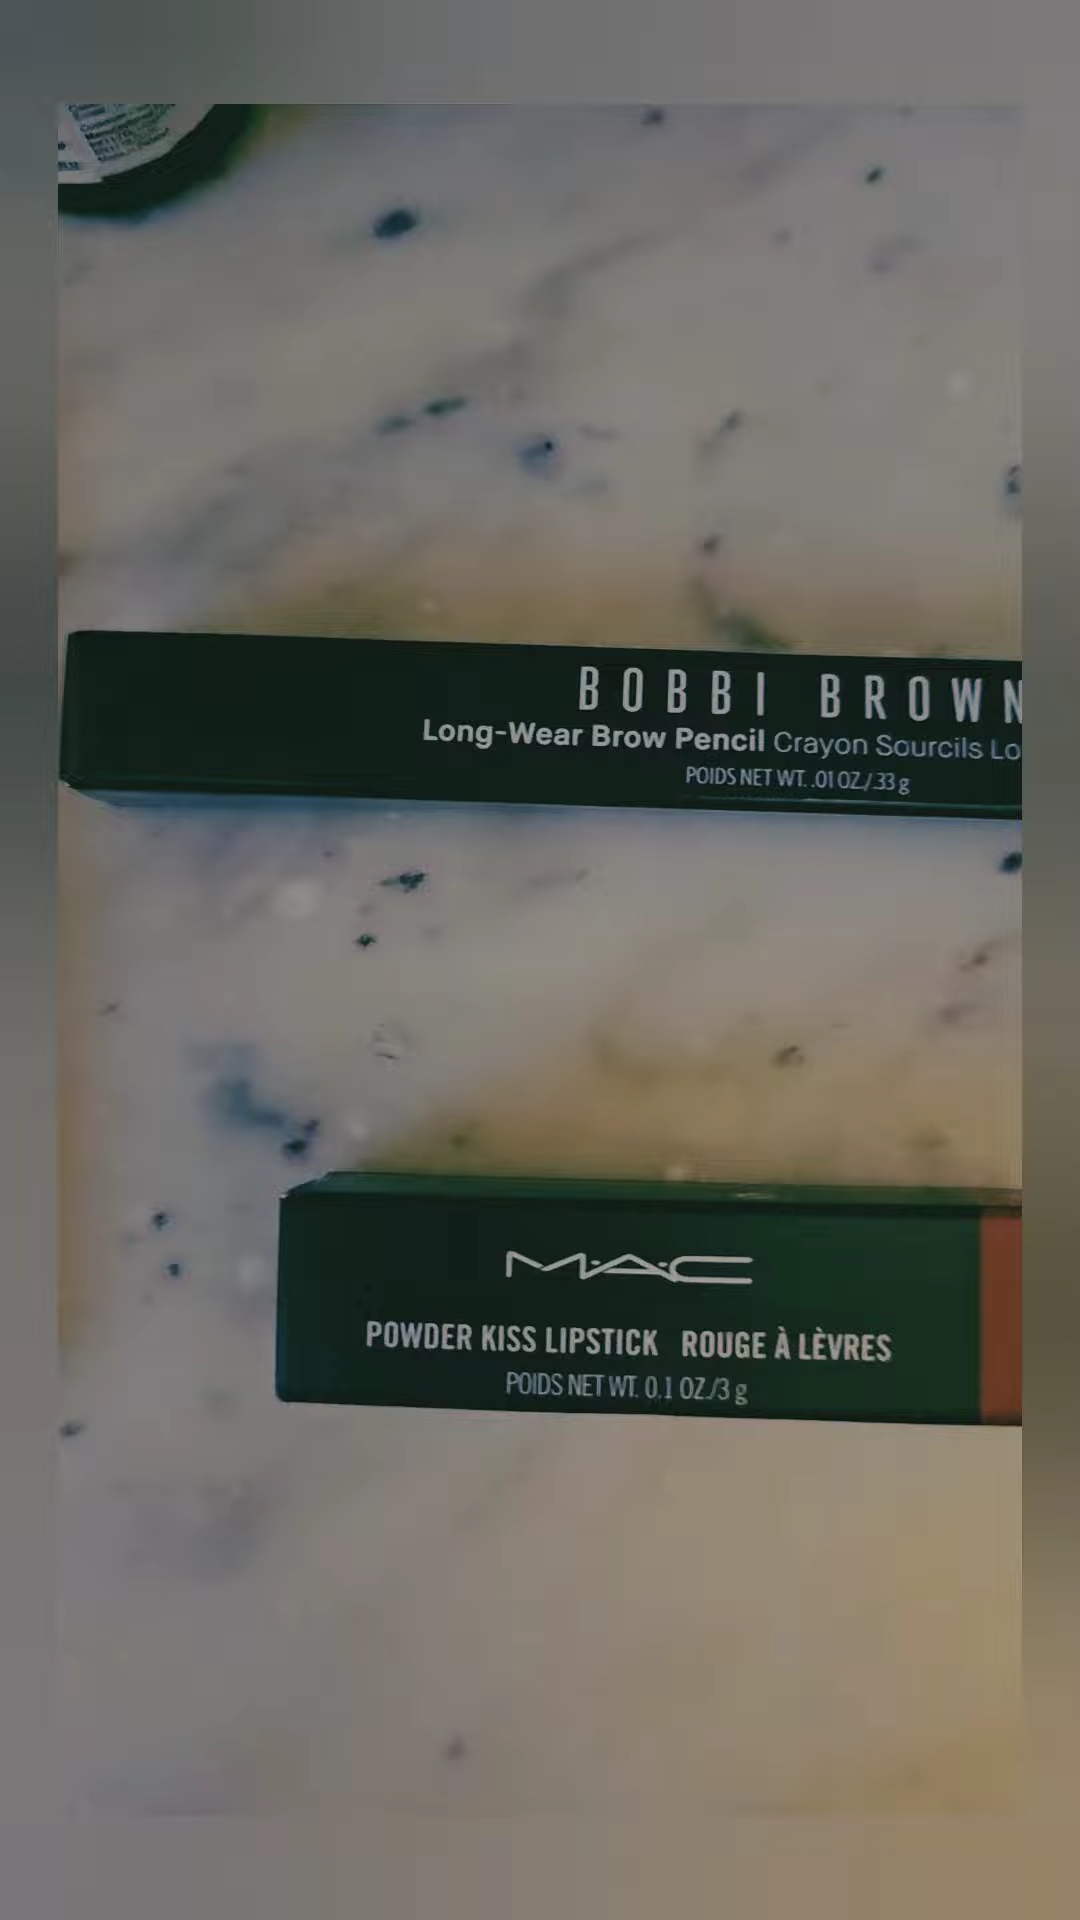 BOBBI BROWN
Long-Wear Brow Pencil Crayon Sourcils Lo
POIDS NET WT. .01 OZ./.33 g
MAC
POWDER KISS LIPSTICK ROUGE À LÈVRES
POIDS NET WT. 0.1 OZ./3 g